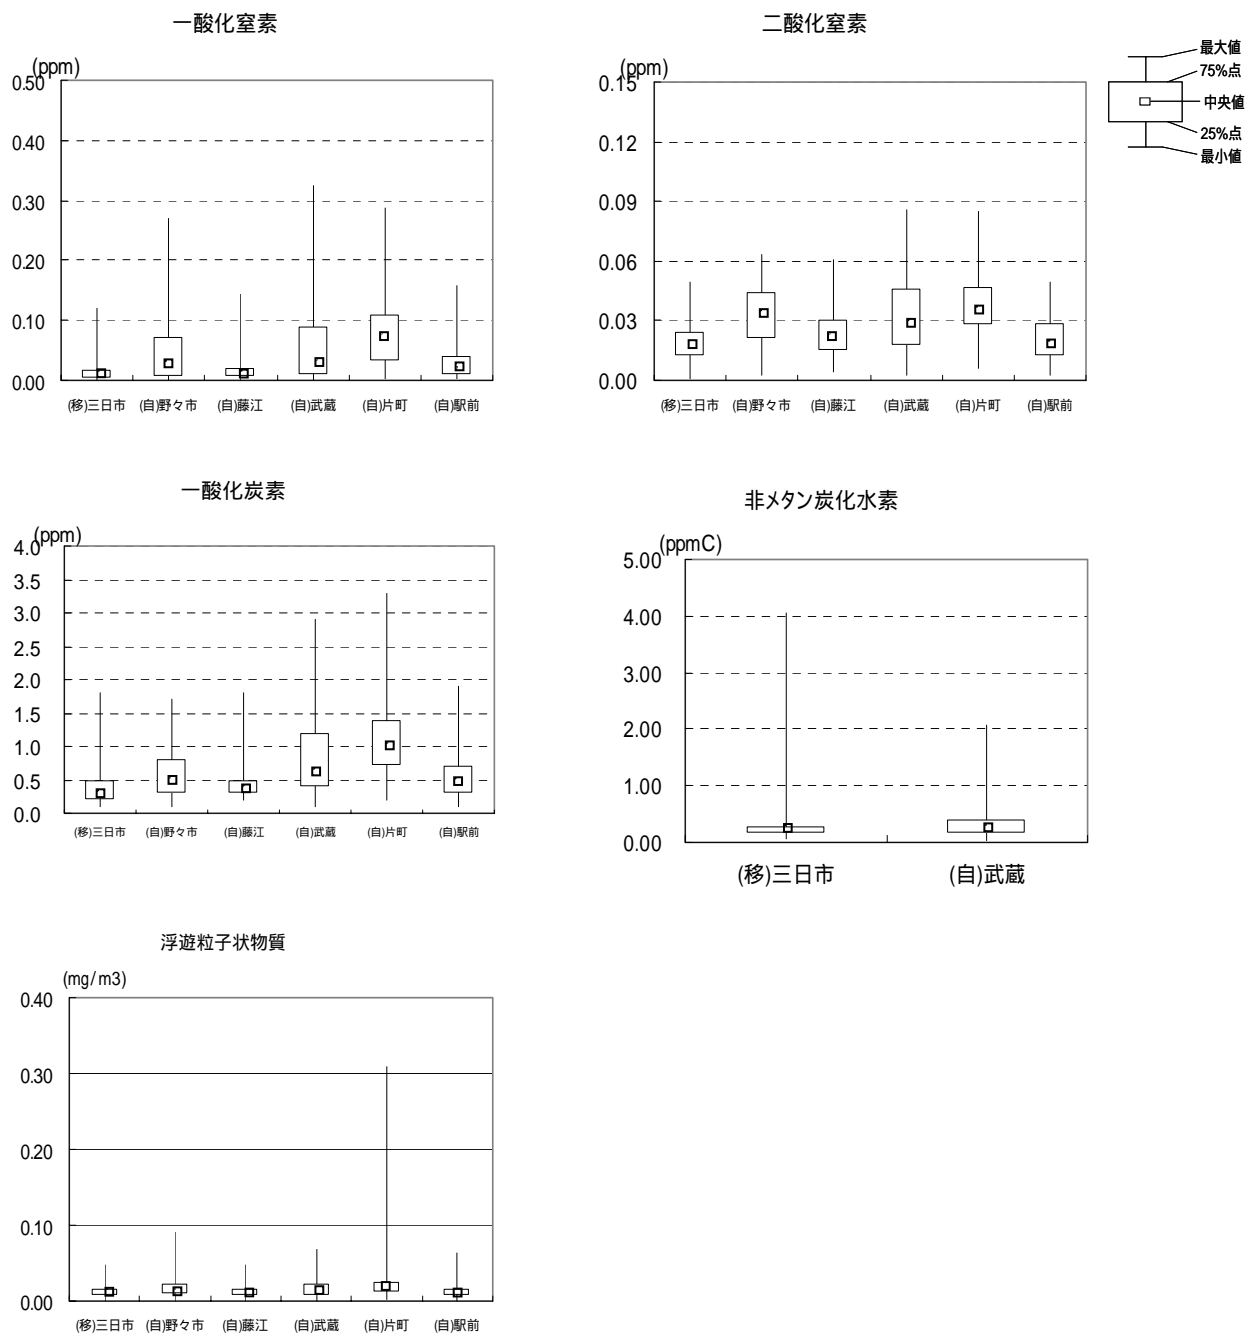 一酸化窒素
(ppm)
0.50
0.40
0.30
0.20
0.10
0.00
(移)三日市 (自)野々市 (自)藤江 (自)武蔵 (自)片町 (自)駅前
二酸化窒素
(ppm)
0.15
0.12
0.09
0.06
0.03
0.00
(移)三日市 (自)野々市 (自)藤江 (自)武蔵 (自)片町 (自)駅前
最大値
75%点
中央値
25%点
最小値
一酸化炭素
(ppm)
4.0
3.5
3.0
2.5
2.0
1.5
1.0
0.5
0.0
(移)三日市 (自)野々市 (自)藤江 (自)武蔵 (自)片町 (自)駅前
非メタン炭化水素
(ppmC)
5.00
4.00
3.00
2.00
1.00
0.00
(移)三日市 (自)武蔵
浮遊粒子状物質
(mg/m3)
0.40
0.30
0.20
0.10
0.00
(移)三日市 (自)野々市 (自)藤江 (自)武蔵 (自)片町 (自)駅前